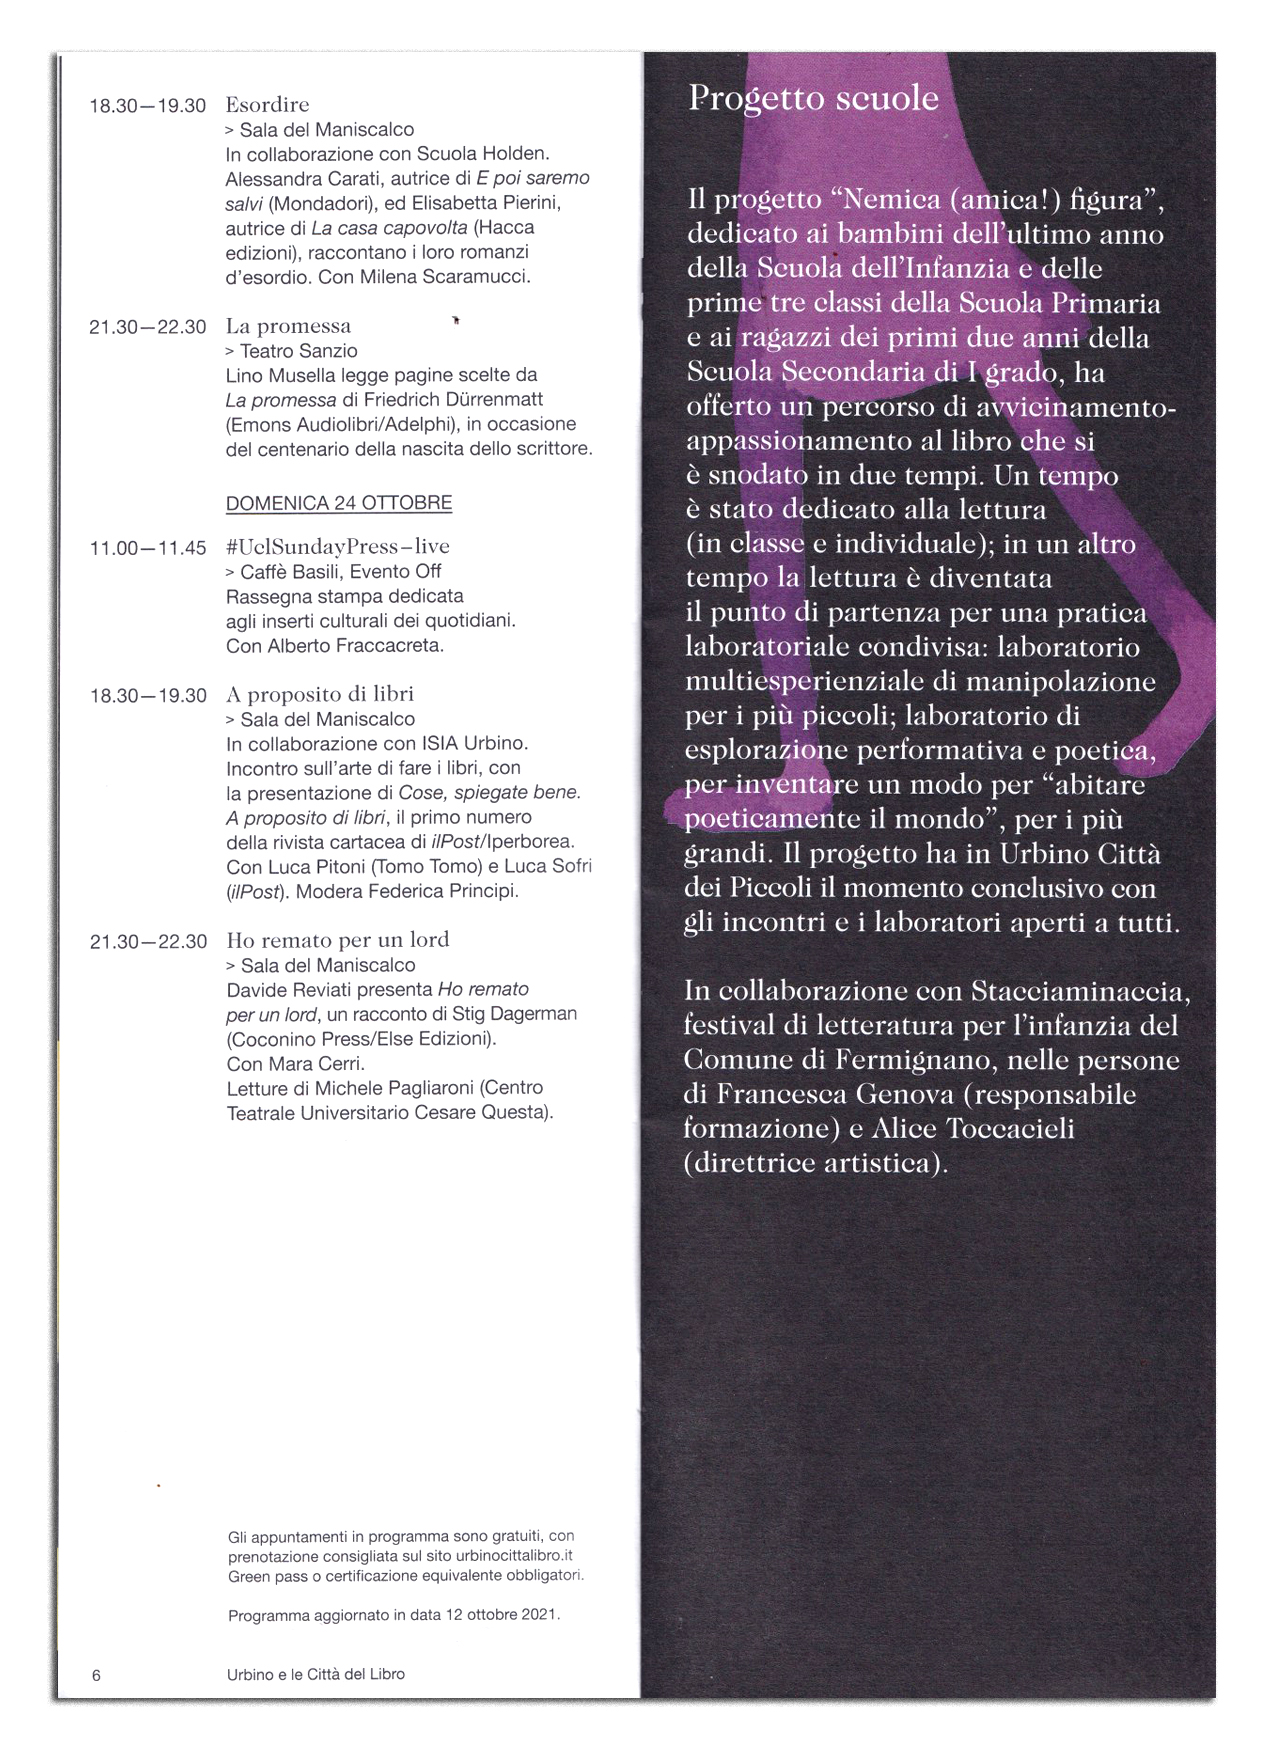 18.30—19.30 Esordire
> Sala del Maniscalco
In collaborazione con Scuola Holden.
Alessandra Carati, autrice di E poi saremo
salvi (Mondadori), ed Elisabetta Pierini,
autrice di La casa capovolta (Hacca
edizioni), raccontano i loro romanzi
d’esordio. Con Milena Scaramucci.
21.30—22.30 La promessa
> Teatro Sanzio
Lino Musella legge pagine scelte da
La promessa di Friedrich Dürrenmatt
(Emons Audiolibri/Adelphi), in occasione
del centenario della nascita dello scrittore.
DOMENICA 24 OTTOBRE
11.00—11.45 #UclSundayPress–live
> Caffè Basili, Evento Off
Rassegna stampa dedicata
agli inserti culturali dei quotidiani.
Con Alberto Fraccacreta.
18.30—19.30 A proposito di libri
> Sala del Maniscalco
In collaborazione con ISIA Urbino.
Incontro sull’arte di fare i libri, con
la presentazione di Cose, spiegate bene.
A proposito di libri, il primo numero
della rivista cartacea di ilPost/Iperborea.
Con Luca Pitoni (Tomo Tomo) e Luca Sofri
(ilPost). Modera Federica Principi.
21.30—22.30 Ho remato per un lord
> Sala del Maniscalco
Davide Reviati presenta Ho remato
per un lord, un racconto di Stig Dagerman
(Coconino Press/Else Edizioni).
Con Mara Cerri.
Letture di Michele Pagliaroni (Centro
Teatrale Universitario Cesare Questa).
Gli appuntamenti in programma sono gratuiti, con
prenotazione consigliata sul sito urbinocittalibro.it
Green pass o certificazione equivalente obbligatori.
Programma aggiornato in data 12 ottobre 2021.
6 Urbino e le Città del Libro
Progetto scuole
Il progetto “Nemica (amica!) figura”,
dedicato ai bambini dell’ultimo anno
della Scuola dell’Infanzia e delle
prime tre classi della Scuola Primaria
e ai ragazzi dei primi due anni della
Scuola Secondaria di I grado, ha
offerto un percorso di avvicinamento-
appassionamento al libro che si
è snodato in due tempi. Un tempo
è stato dedicato alla lettura
(in classe e individuale); in un altro
tempo la lettura è diventata
il punto di partenza per una pratica
laboratoriale condivisa: laboratorio
multiesperienziale di manipolazione
per i più piccoli; laboratorio di
esplorazione performativa e poetica,
per inventare un modo per “abitare
poeticamente il mondo”, per i più
grandi. Il progetto ha in Urbino Città
dei Piccoli il momento conclusivo con
gli incontri e i laboratori aperti a tutti.
In collaborazione con Stacciaminaccia,
festival di letteratura per l’infanzia del
Comune di Fermignano, nelle persone
di Francesca Genova (responsabile
formazione) e Alice Toccacieli
(direttrice artistica).